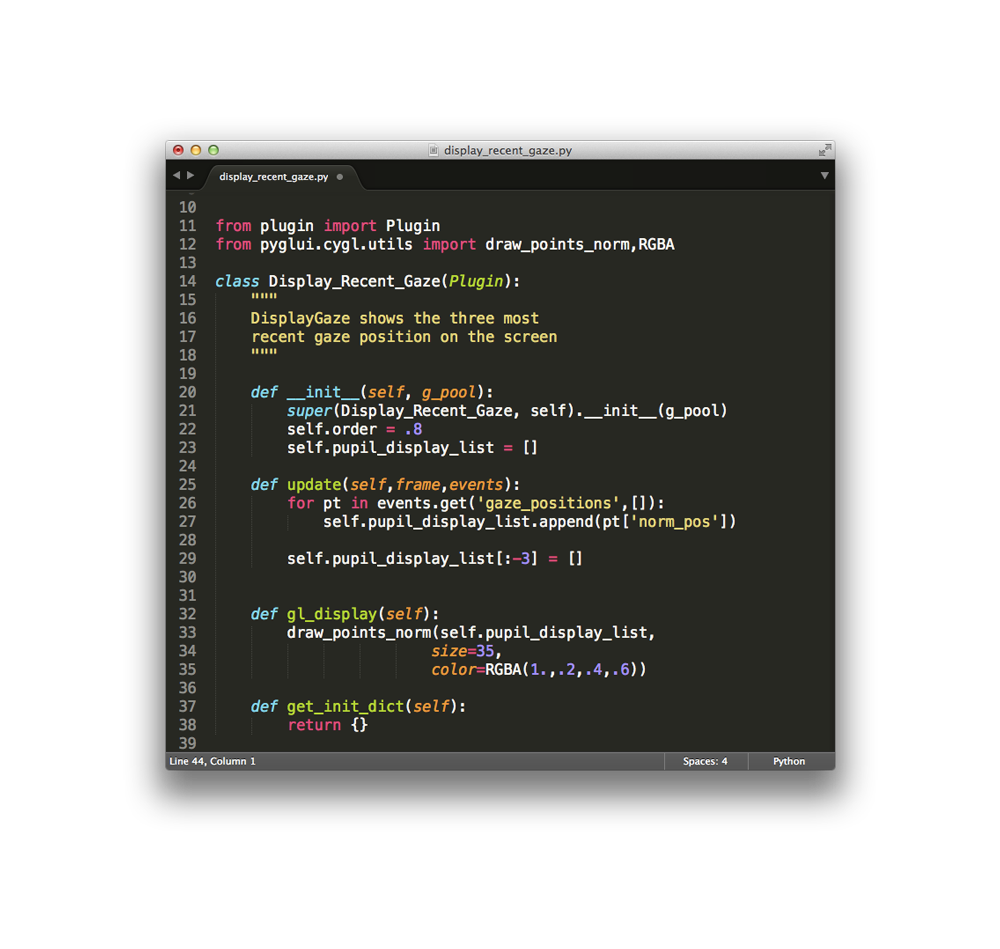 display_recent_gaze.py
display_recent_gaze.py
10
11 from plugin import Plugin
12 from pyglui.cygl.utils import draw_points_norm,RGBA
13
14 class Display_Recent_Gaze(Plugin):
15     """
16     DisplayGaze shows the three most
17     recent gaze position on the screen
18     """
19
20     def __init__(self, g_pool):
21         super(Display_Recent_Gaze, self).__init__(g_pool)
22         self.order = .8
23         self.pupil_display_list = []
24
25     def update(self,frame,events):
26         for pt in events.get('gaze_positions',[]):
27             self.pupil_display_list.append(pt['norm_pos'])
28
29         self.pupil_display_list[:-3] = []
30
31
32     def gl_display(self):
33         draw_points_norm(self.pupil_display_list,
34                         size=35,
35                         color=RGBA(1.,.2,.4,.6))
36
37     def get_init_dict(self):
38         return {}
39
Line 44, Column 1 Spaces: 4 Python